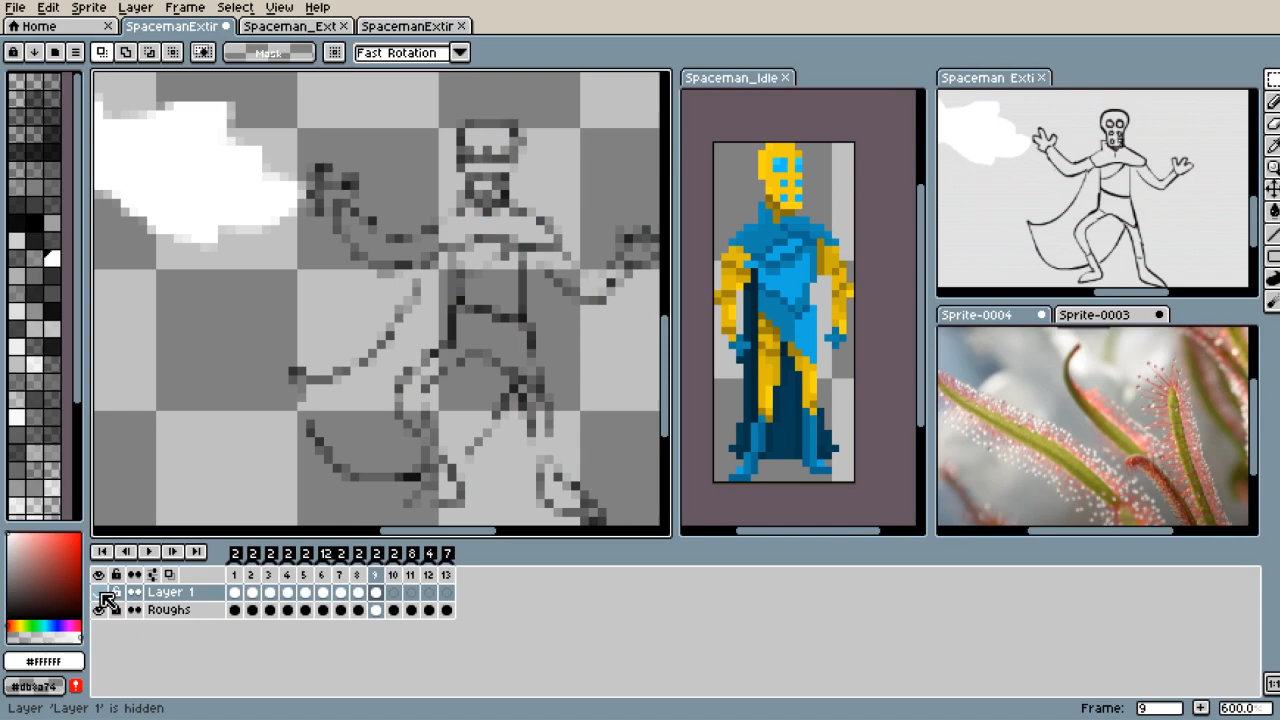 File Edit Sprite Layer Frame Select View Help
Home SpacemanExtir Spaceman_Ext SpacemanExtir
Mask Fast Rotation
Spaceman_Idle Spaceman Exti
Sprite-0004 Sprite-0003
2 2 2 2 2 12 2 2 2 2 8 4 7
1 2 3 4 5 6 7 8 9 10 11 12 13
Layer 1
Roughs
#FFFFFF
#db3a74
Layer 'Layer 1' is hidden Frame: 9 600.0